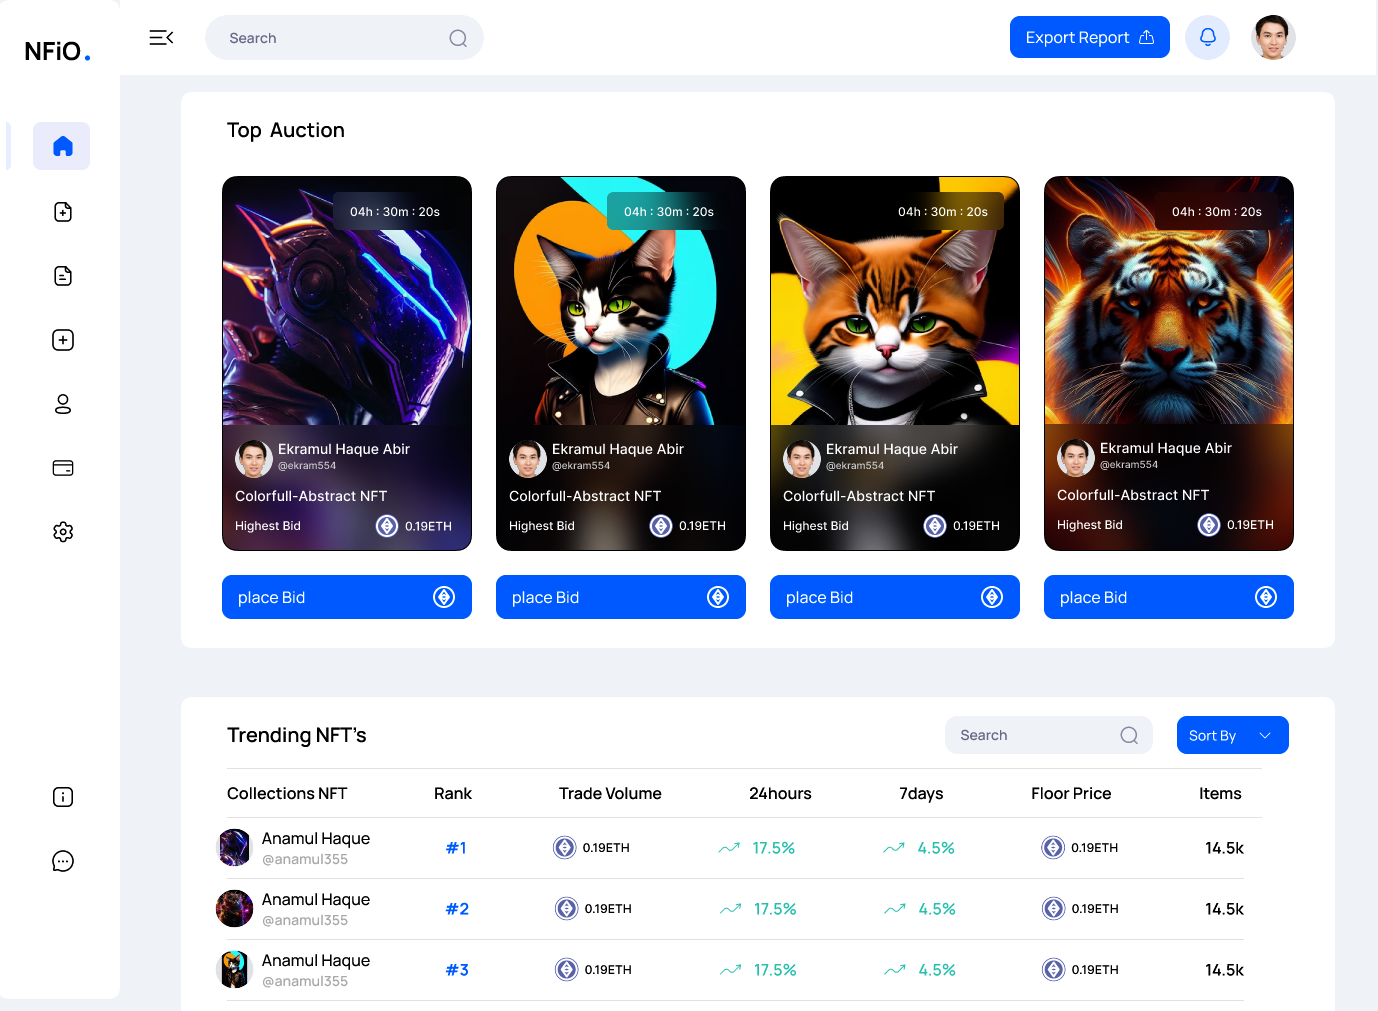 NFiO.
Search
Export Report
Top Auction
04h : 30m : 20s
04h : 30m : 20s
04h : 30m : 20s
04h : 30m : 20s
Ekramul Haque Abir
@ekram554
Colorfull-Abstract NFT
Highest Bid 0.19ETH
Ekramul Haque Abir
@ekram554
Colorfull-Abstract NFT
Highest Bid 0.19ETH
Ekramul Haque Abir
@ekram554
Colorfull-Abstract NFT
Highest Bid 0.19ETH
Ekramul Haque Abir
@ekram554
Colorfull-Abstract NFT
Highest Bid 0.19ETH
place Bid
place Bid
place Bid
place Bid
Trending NFT's
Search
Sort By
Collections NFT Rank Trade Volume 24hours 7days Floor Price Items
Anamul Haque
@anamul355
#1 0.19ETH 17.5% 4.5% 0.19ETH 14.5k
Anamul Haque
@anamul355
#2 0.19ETH 17.5% 4.5% 0.19ETH 14.5k
Anamul Haque
@anamul355
#3 0.19ETH 17.5% 4.5% 0.19ETH 14.5k